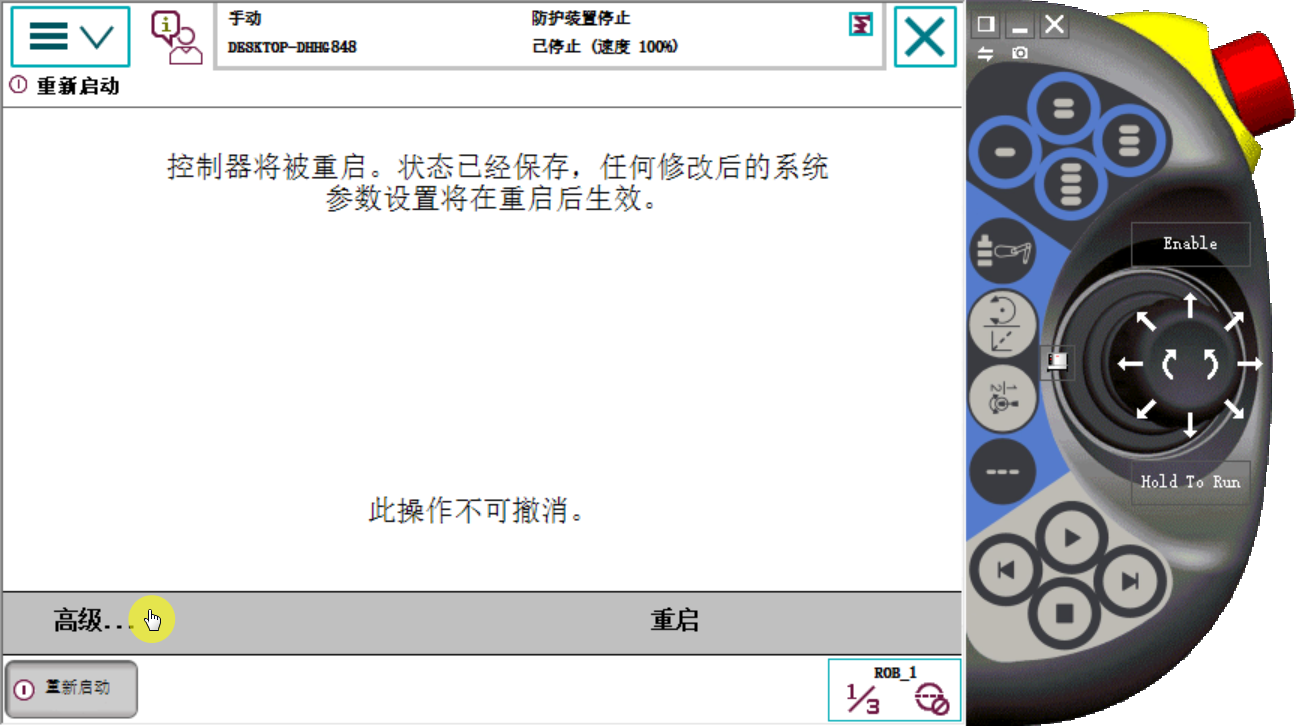 手动
DESKTOP-DHHG848
防护装置停止
己停止 (速度 100%)
重新启动
控制器将被重启。状态已经保存，任何修改后的系统
参数设置将在重启后生效。
此操作不可撤消。
高级...
重启
重新启动
ROB_1
1/3
Enable
Hold To Run